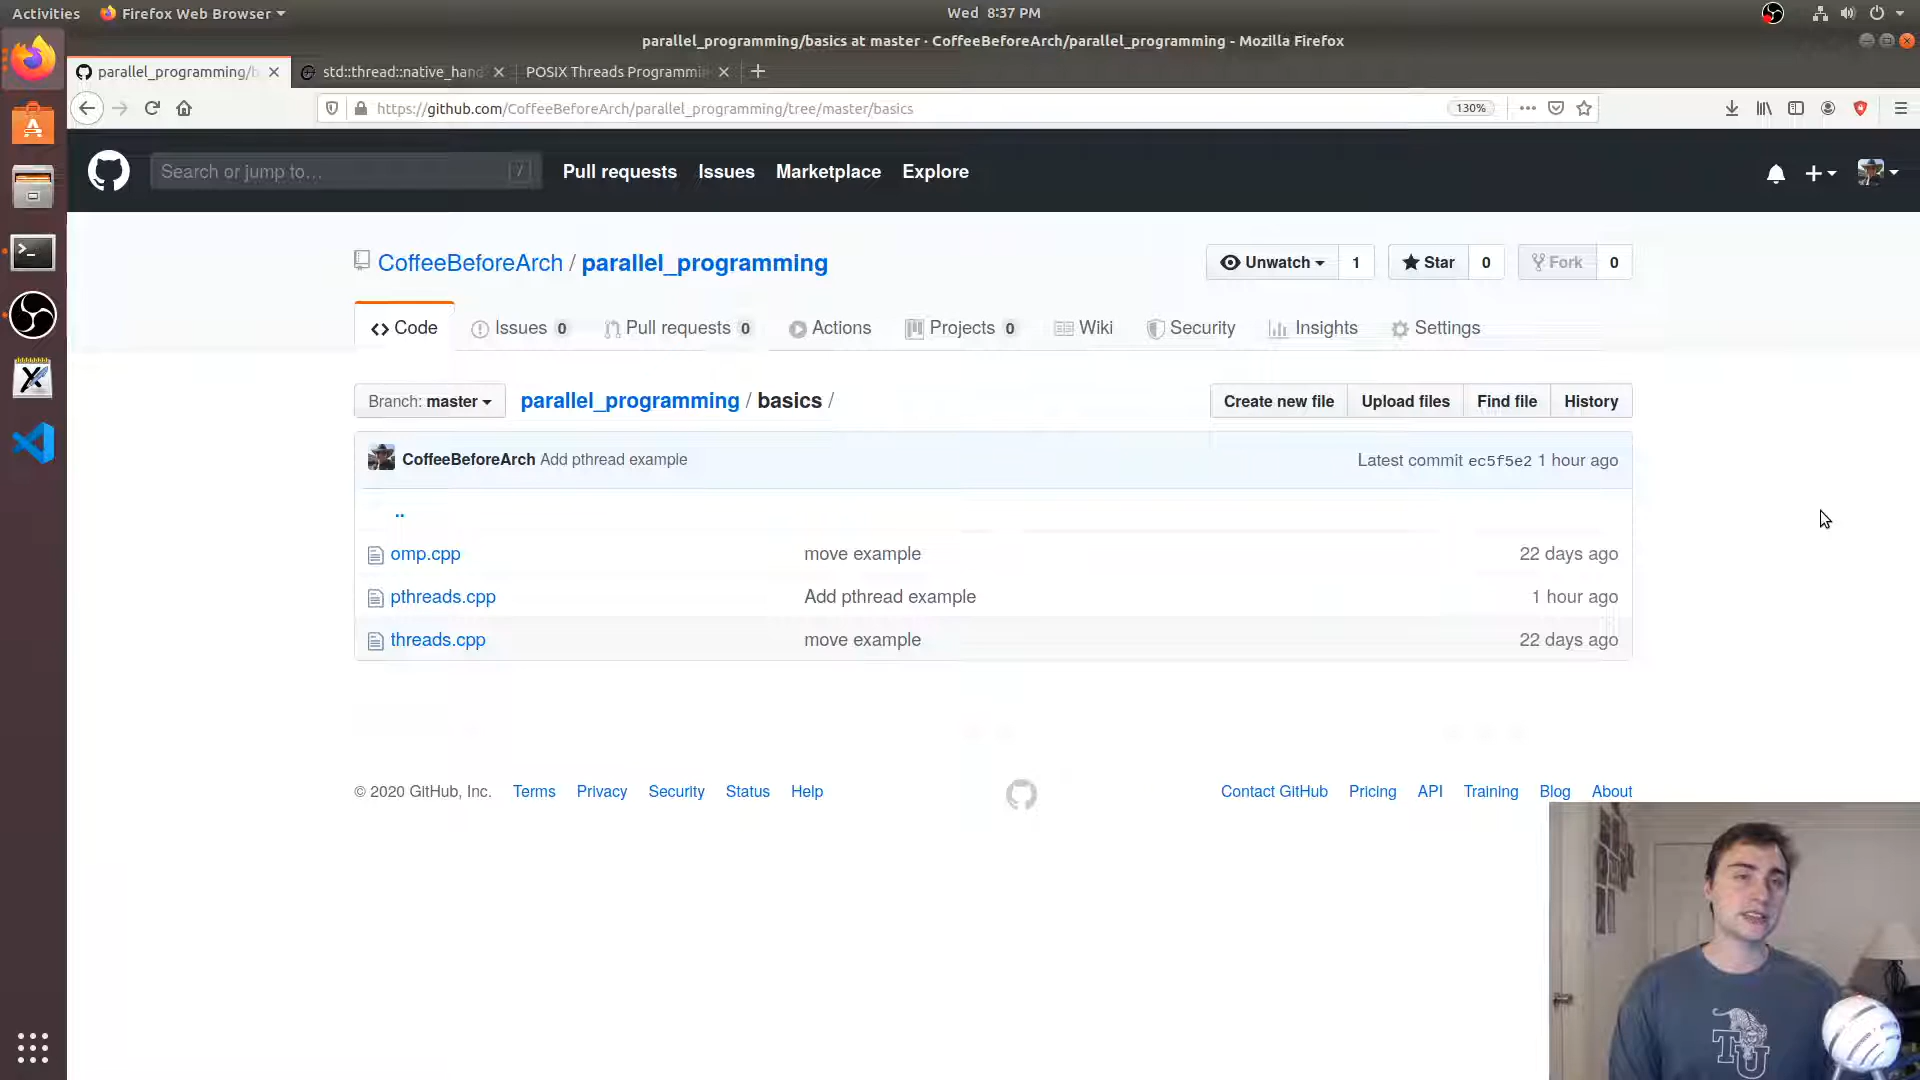 Activities Firefox Web Browser Wed 8:37 PM
parallel_programming/basics at master · CoffeeBeforeArch/parallel_programming - Mozilla Firefox
parallel_programming/b std::thread::native_hand POSIX Threads Programmi
https://github.com/CoffeeBeforeArch/parallel_programming/tree/master/basics 130%
Search or jump to… / Pull requests Issues Marketplace Explore
CoffeeBeforeArch / parallel_programming Unwatch 1 Star 0 Fork 0
Code Issues 0 Pull requests 0 Actions Projects 0 Wiki Security Insights Settings
Branch: master parallel_programming / basics / Create new file Upload files Find file History
CoffeeBeforeArch Add pthread example Latest commit ec5f5e2 1 hour ago
..
omp.cpp move example 22 days ago
pthreads.cpp Add pthread example 1 hour ago
threads.cpp move example 22 days ago
© 2020 GitHub, Inc. Terms Privacy Security Status Help Contact GitHub Pricing API Training Blog About
TU